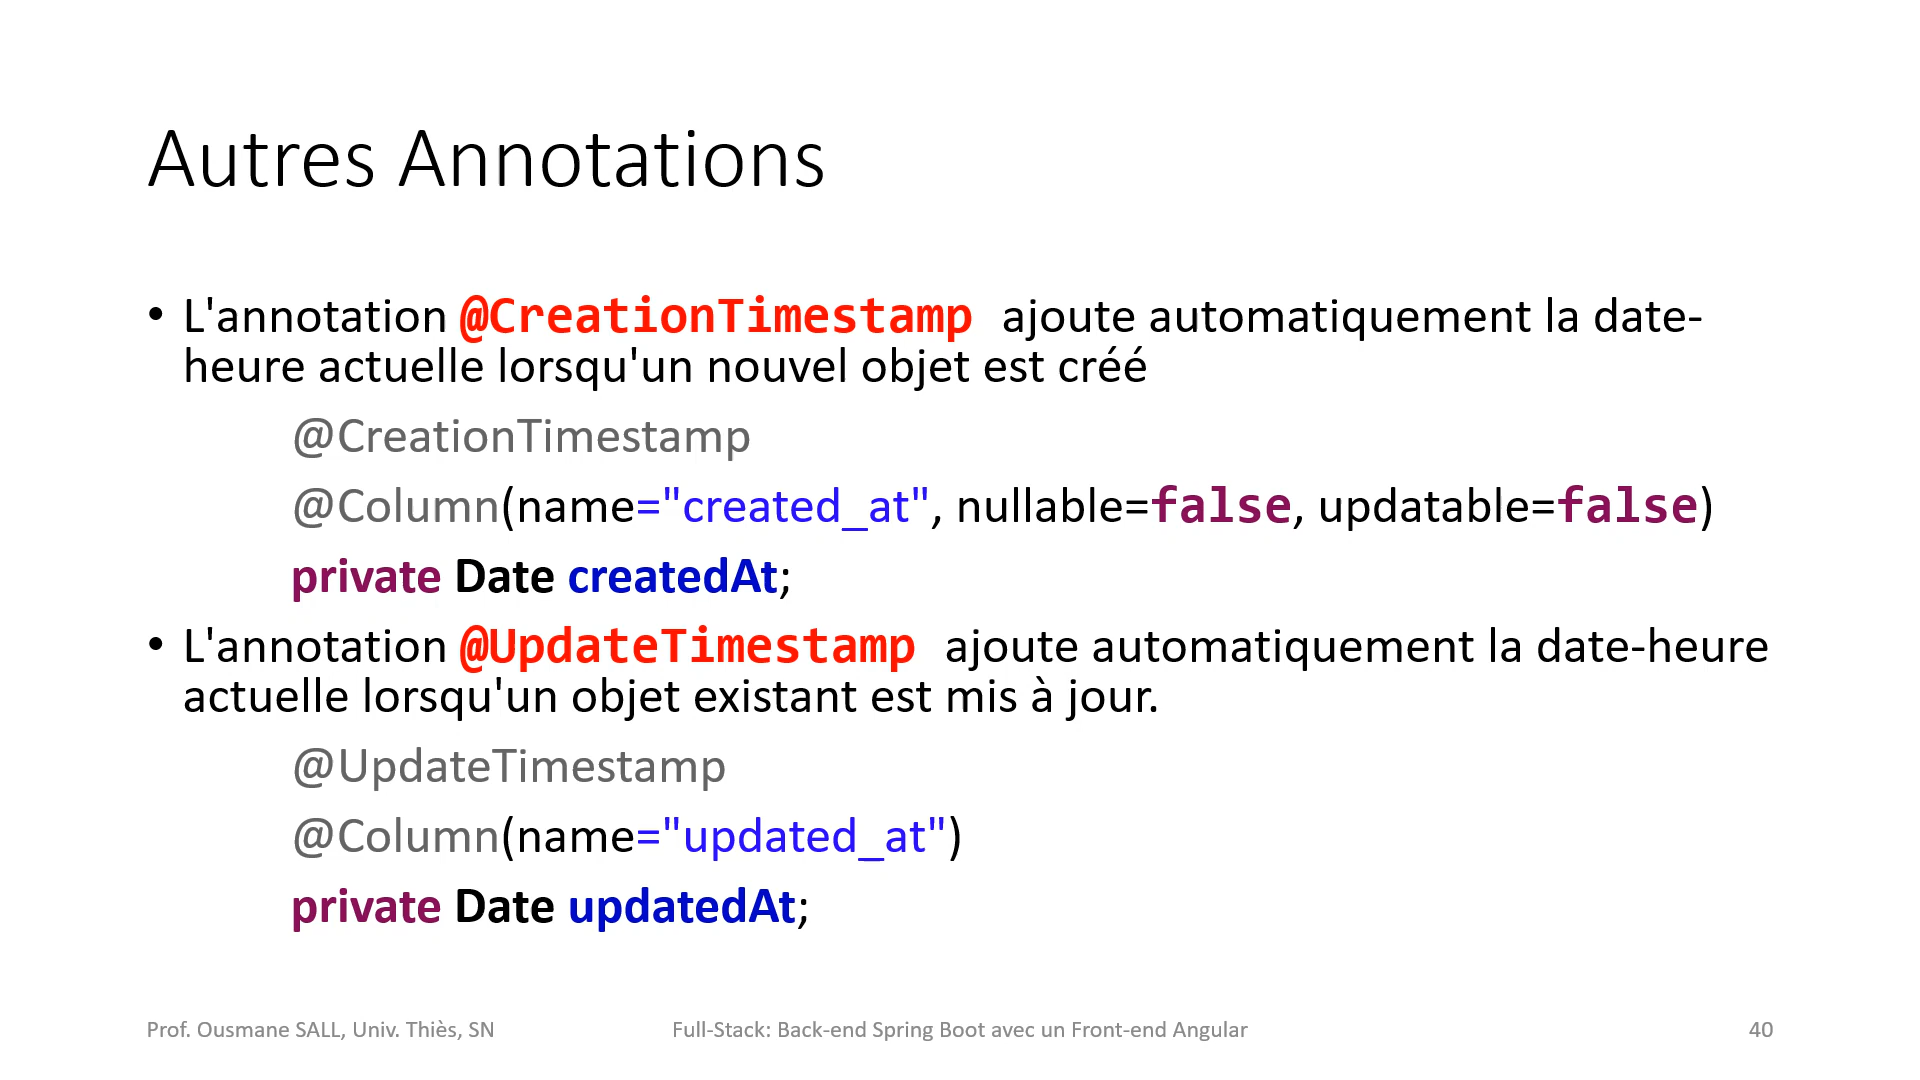 Autres Annotations
• L'annotation @CreationTimestamp ajoute automatiquement la date-
heure actuelle lorsqu'un nouvel objet est créé
@CreationTimestamp
@Column(name="created_at", nullable=false, updatable=false)
private Date createdAt;
• L'annotation @UpdateTimestamp ajoute automatiquement la date-heure
actuelle lorsqu'un objet existant est mis à jour.
@UpdateTimestamp
@Column(name="updated_at")
private Date updatedAt;
Prof. Ousmane SALL, Univ. Thiès, SN
Full-Stack: Back-end Spring Boot avec un Front-end Angular
40